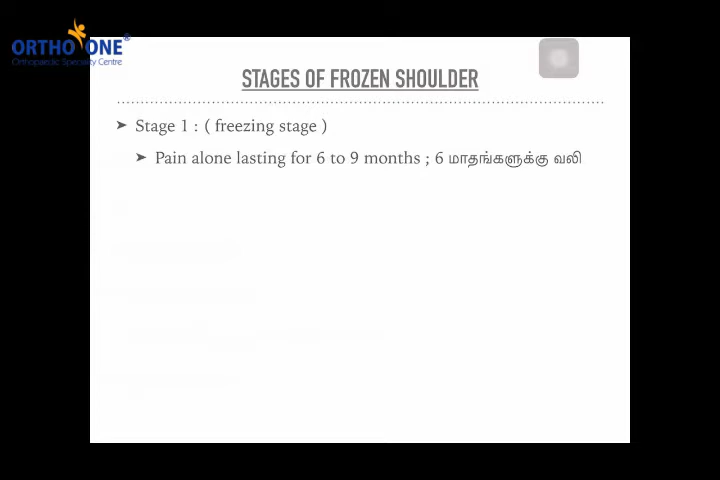 ORTHO ONE®
Orthopaedic Speciality Centre
STAGES OF FROZEN SHOULDER
➤ Stage 1 : ( freezing stage )
➤ Pain alone lasting for 6 to 9 months ; 6 மாதங்களுக்கு வலி